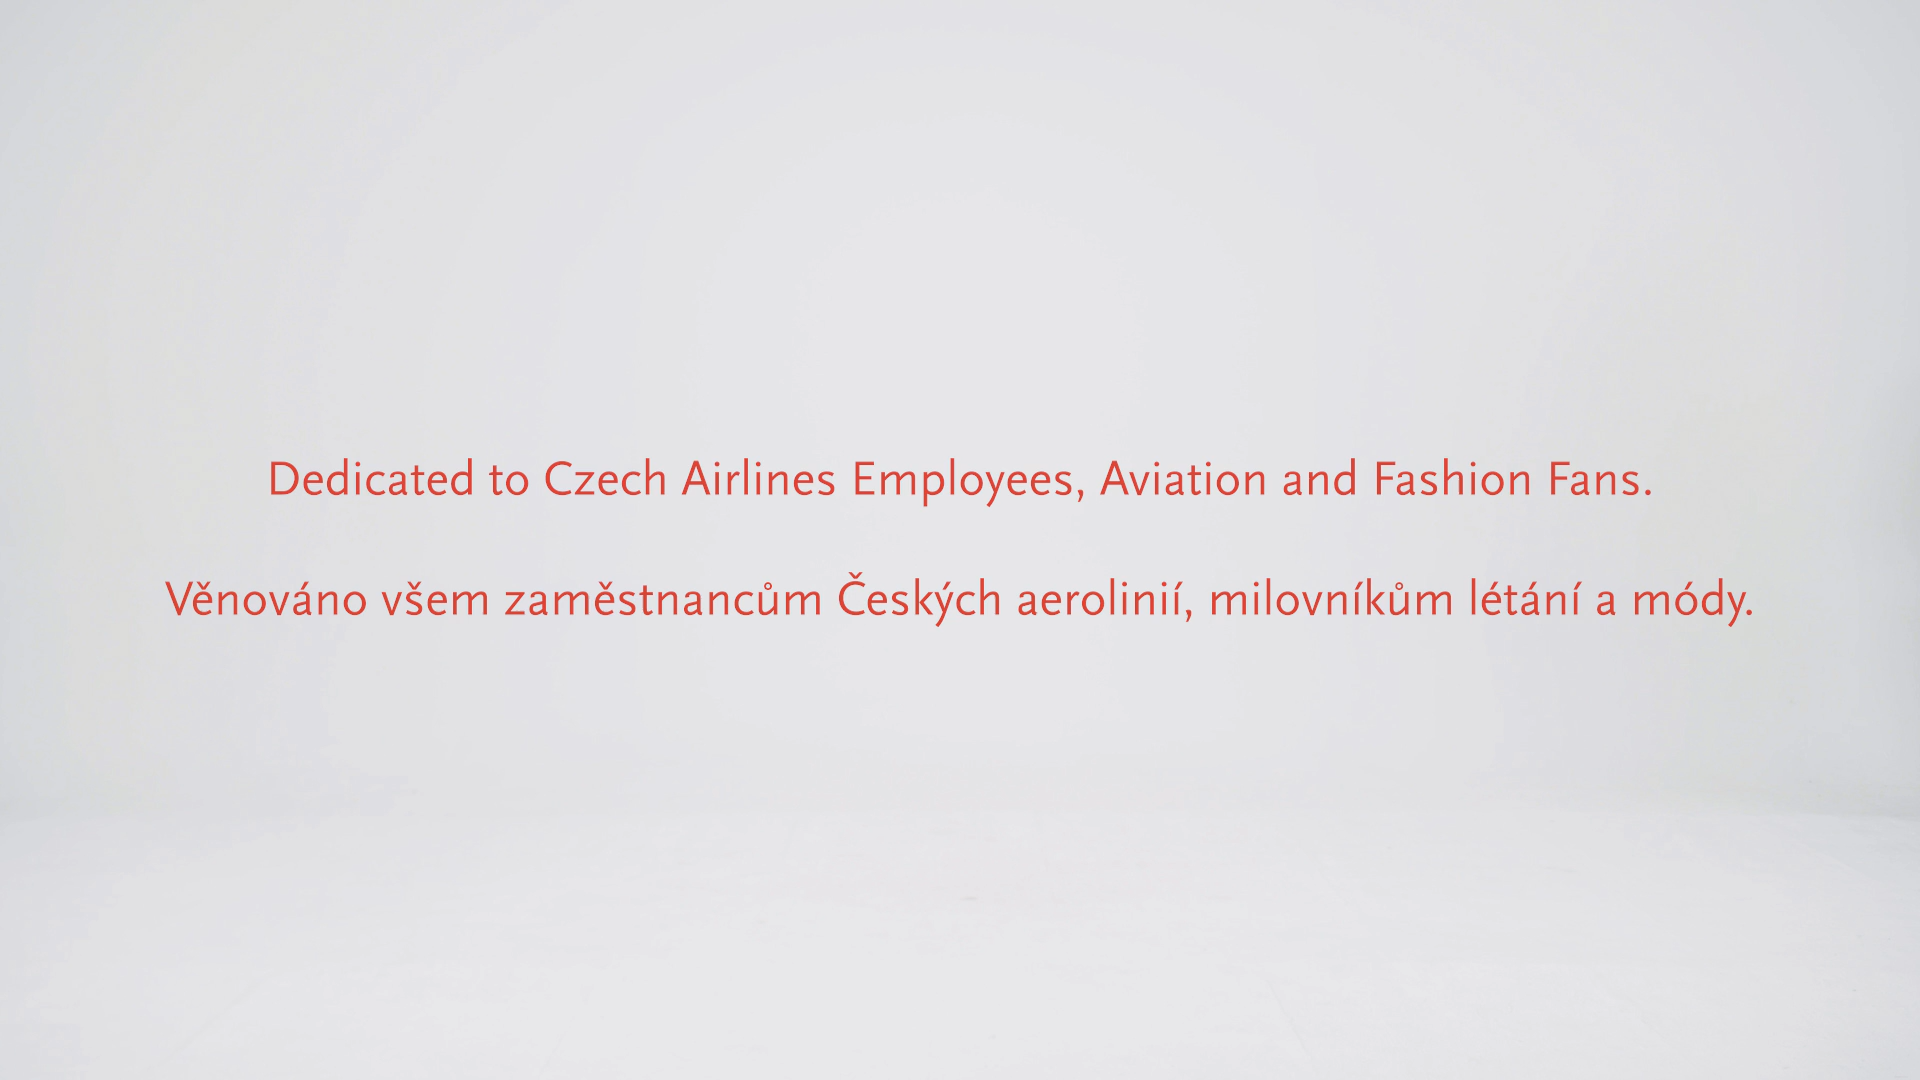 Dedicated to Czech Airlines Employees, Aviation and Fashion Fans.
Věnováno všem zaměstnancům Českých aerolinií, milovníkům létání a módy.